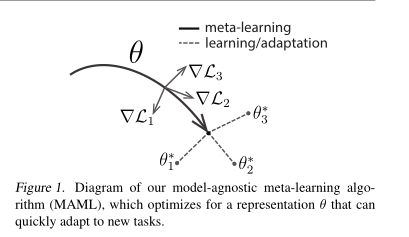 meta-learning
learning/adaptation
θ
∇ℒ₃
∇ℒ₂
∇ℒ₁
θ₃*
θ₁*
θ₂*
Figure 1. Diagram of our model-agnostic meta-learning algo-
rithm (MAML), which optimizes for a representation θ that can
quickly adapt to new tasks.